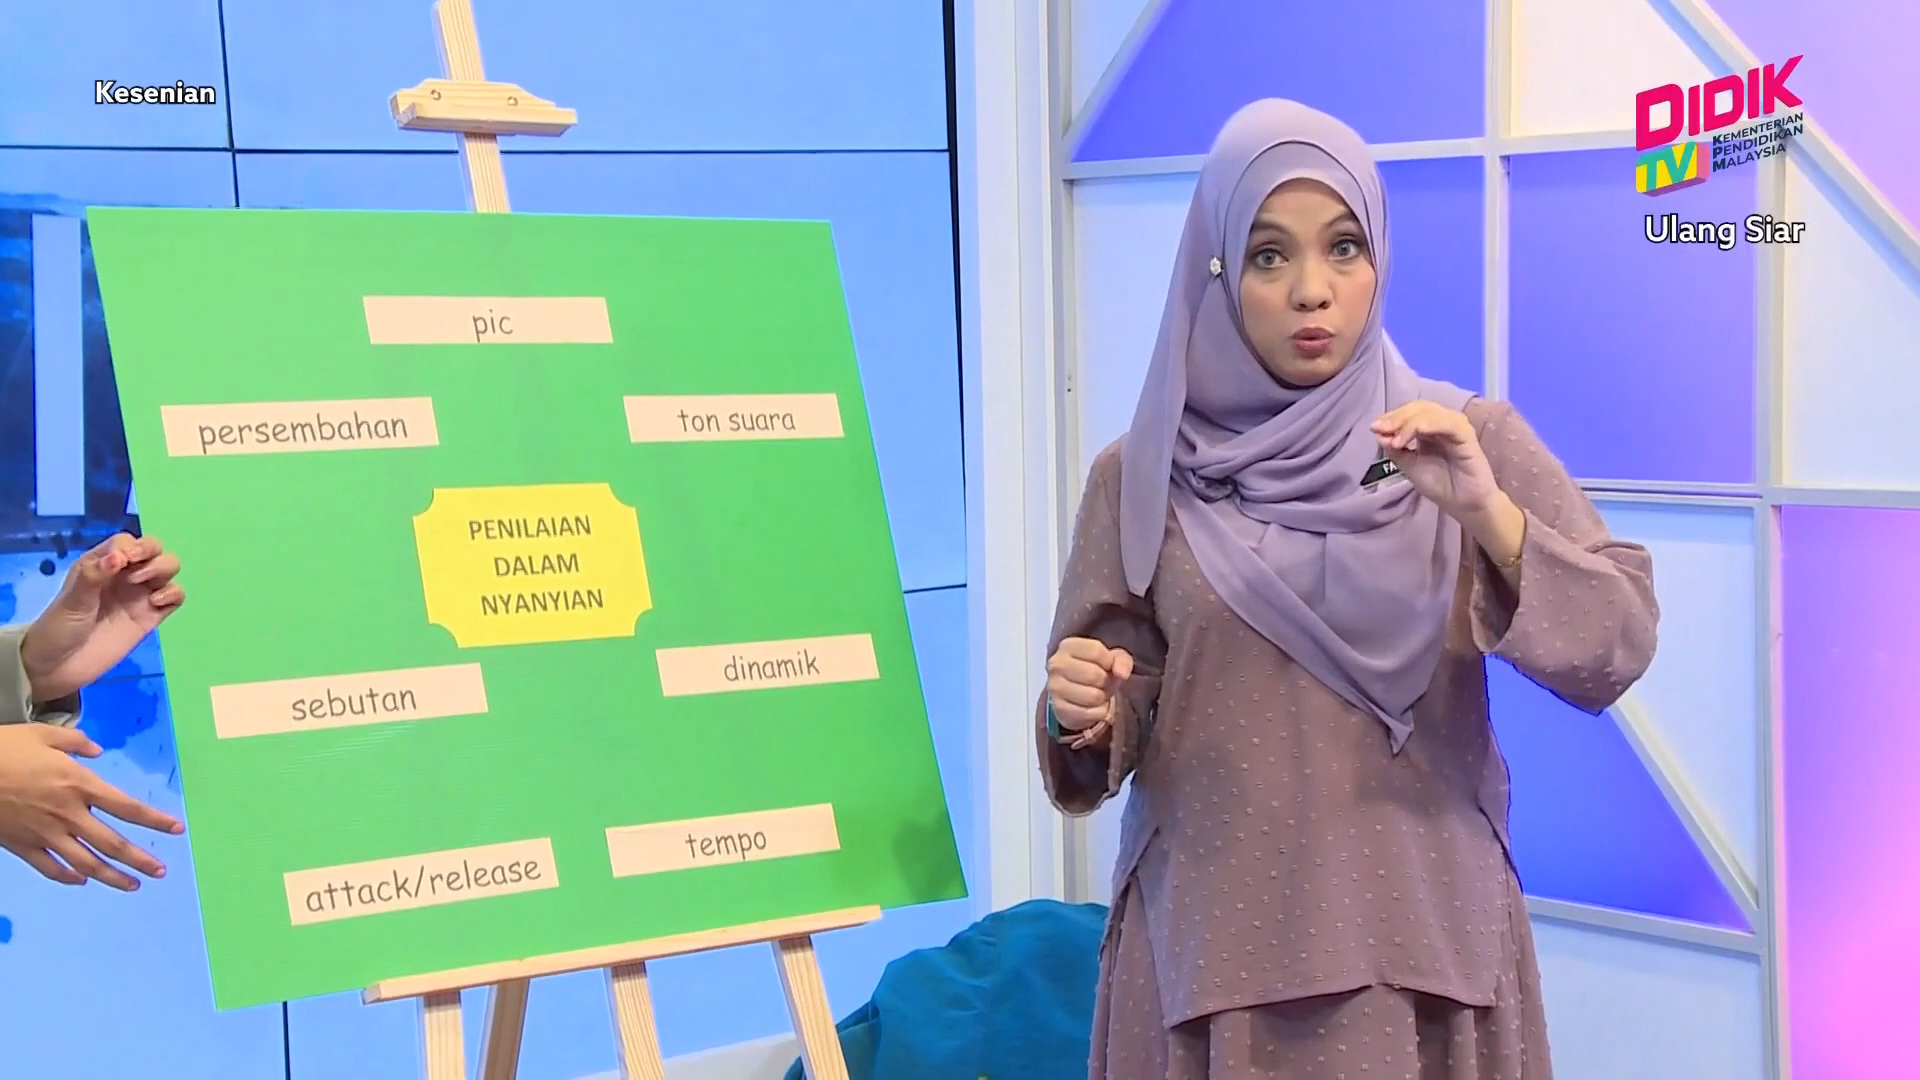 Kesenian
DIDIK
TV
KEMENTERIAN
PENDIDIKAN
MALAYSIA
Ulang Siar
pic
persembahan
ton suara
PENILAIAN
DALAM
NYANYIAN
sebutan
dinamik
attack/release
tempo